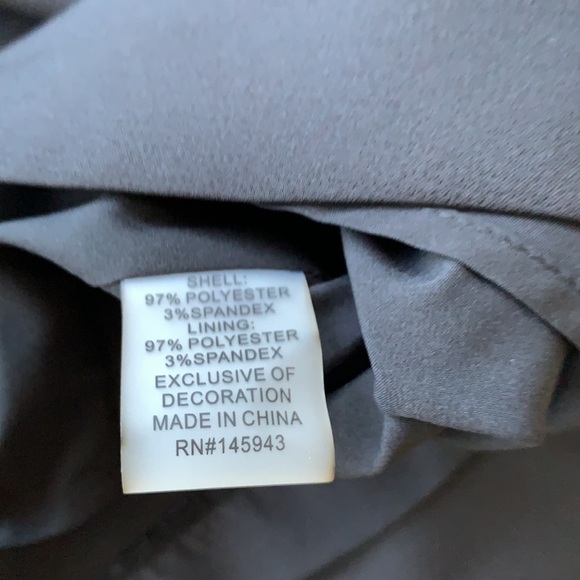 SHELL:
97% POLYESTER
3%SPANDEX
LINING:
97% POLYESTER
3%SPANDEX
EXCLUSIVE OF
DECORATION
MADE IN CHINA
RN#145943